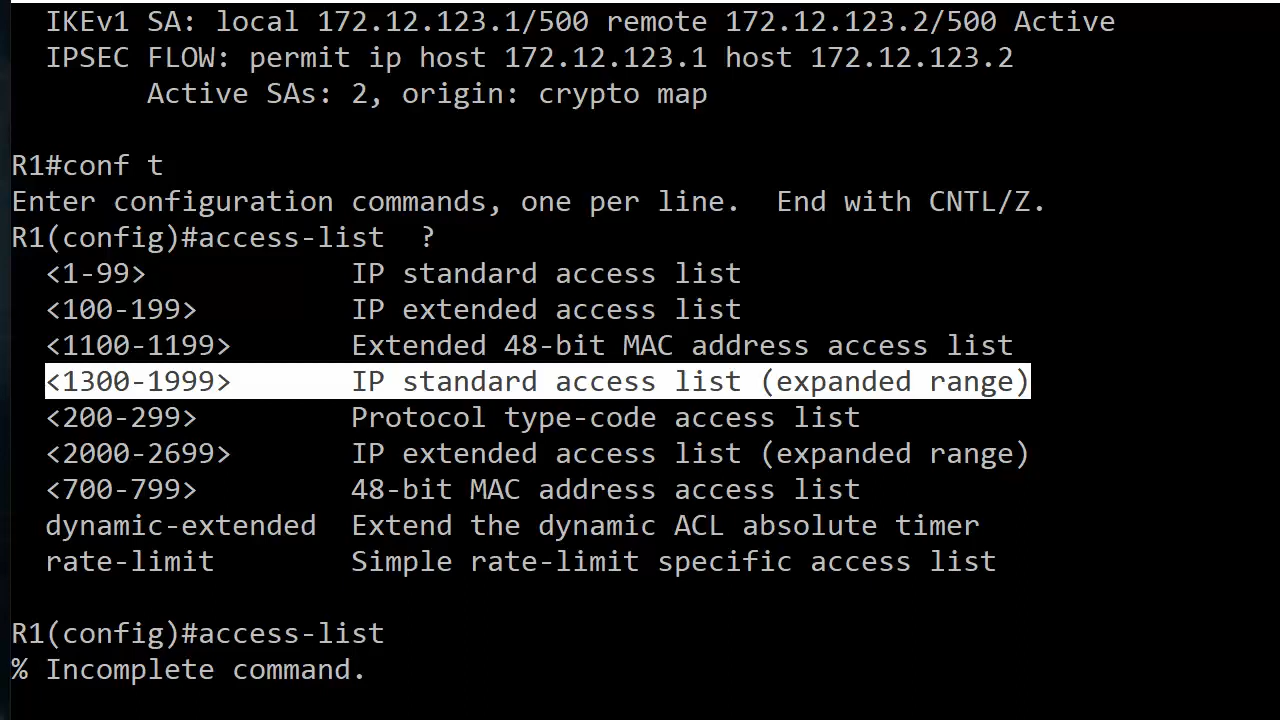 IKEv1 SA: local 172.12.123.1/500 remote 172.12.123.2/500 Active
IPSEC FLOW: permit ip host 172.12.123.1 host 172.12.123.2
Active SAs: 2, origin: crypto map
R1#conf t
Enter configuration commands, one per line.  End with CNTL/Z.
R1(config)#access-list  ?
<1-99>            IP standard access list
<100-199>         IP extended access list
<1100-1199>       Extended 48-bit MAC address access list
<1300-1999>       IP standard access list (expanded range)
<200-299>         Protocol type-code access list
<2000-2699>       IP extended access list (expanded range)
<700-799>         48-bit MAC address access list
dynamic-extended  Extend the dynamic ACL absolute timer
rate-limit        Simple rate-limit specific access list
R1(config)#access-list
% Incomplete command.